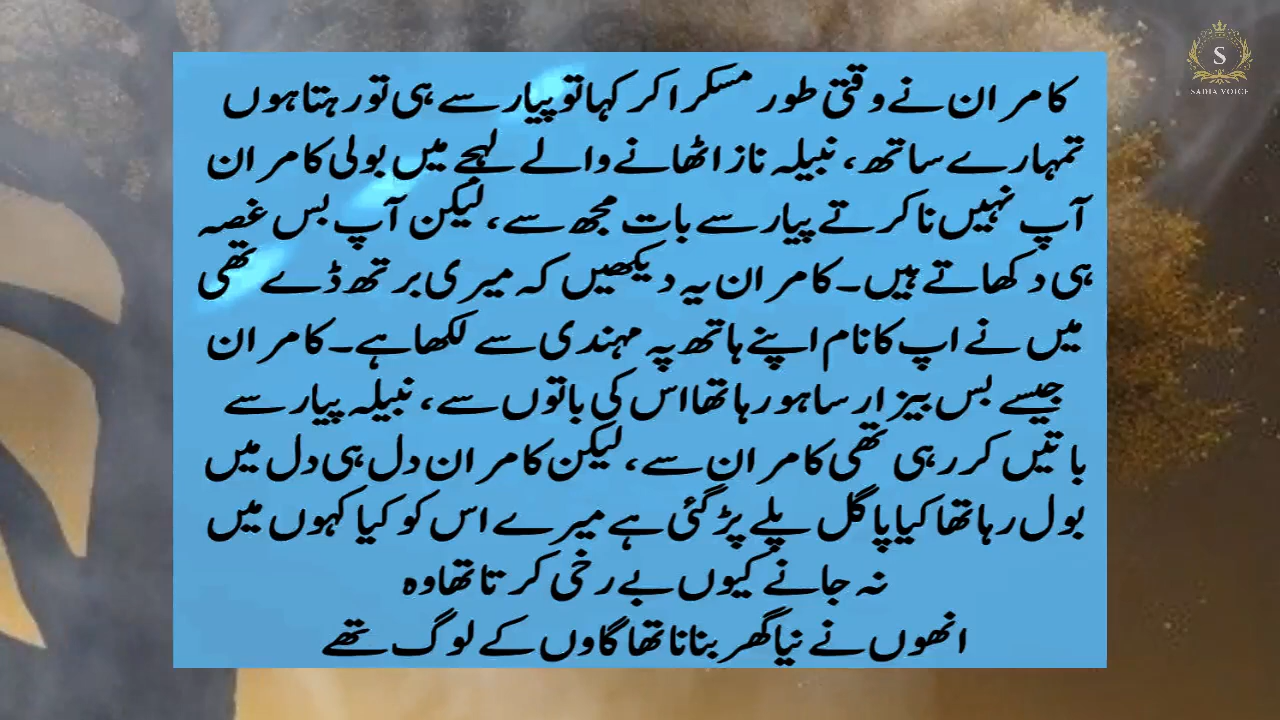 کامران نے وقتی طور مسکرا کر کہا تو پیار سے ہی تو رہتا ہوں
تمہارے ساتھ، نبیلہ ناز اٹھانے والے لہجے میں بولی کامران
آپ نہیں نا کرتے پیار سے بات مجھ سے، لیکن آپ بس غصہ
ہی دکھاتے ہیں۔ کامران یہ دیکھیں کہ میری برتھ ڈے تھی
میں نے اپ کا نام اپنے ہاتھ پہ مہندی سے لکھا ہے۔ کامران
جیسے بس بیزار سا ہو رہا تھا اس کی باتوں سے، نبیلہ پیار سے
باتیں کر رہی تھی کامران سے، لیکن کامران دل ہی دل میں
بول رہا تھا کیا پاگل پلے پڑ گئی ہے میرے اس کو کیا کہوں میں
نہ جانے کیوں بے رخی کرتا تھا وہ
انھوں نے نیا گھر بنانا تھا گاوں کے لوگ تھے
S
SADIA VOICE